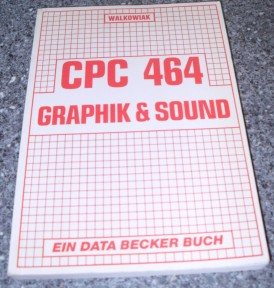 WALKOWIAK
CPC 464
GRAPHIK & SOUND
EIN DATA BECKER BUCH